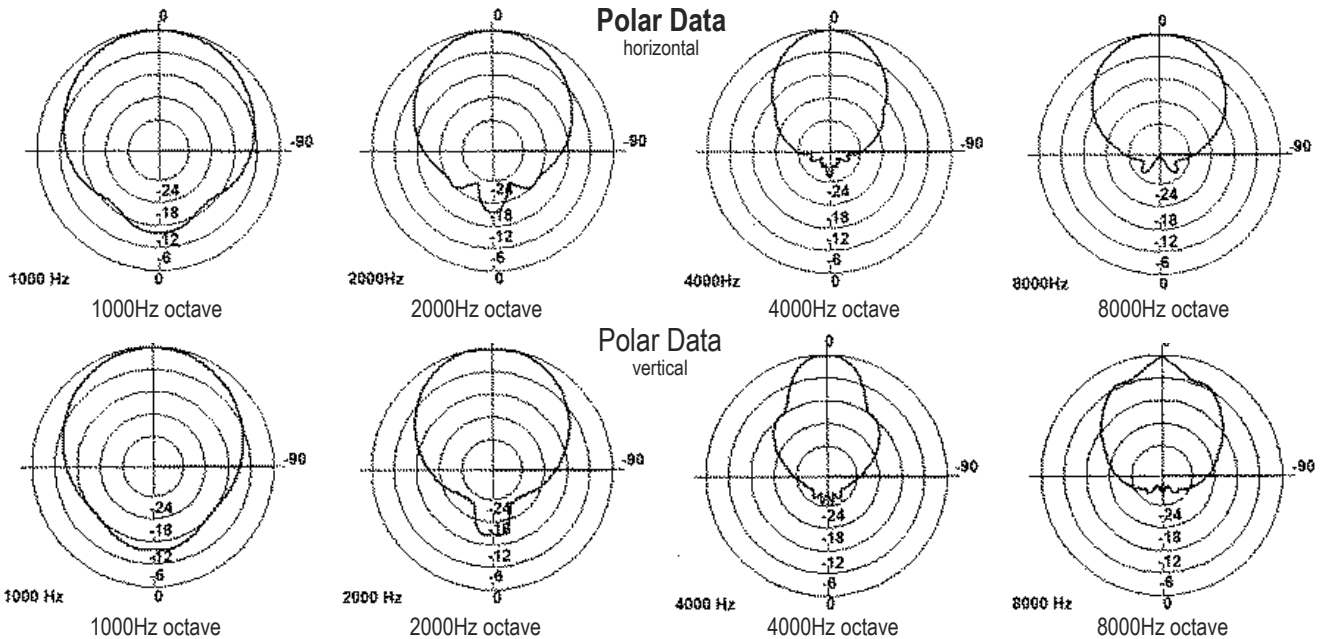 Polar Data
horizontal
0
-90
-24
-18
-12
-6
0
1000 Hz
1000Hz octave
0
-90
-24
-18
-12
-6
0
2000Hz
2000Hz octave
0
-90
-24
-18
-12
-6
0
4000Hz
4000Hz octave
0
-90
-24
-18
-12
-6
0
8000Hz
8000Hz octave
Polar Data
vertical
0
-90
-24
-18
-12
-6
0
1000 Hz
1000Hz octave
0
-90
-24
-18
-12
-6
0
2000 Hz
2000Hz octave
0
-90
-24
-18
-12
-6
0
4000 Hz
4000Hz octave
0
-90
-24
-18
-12
-6
0
8000 Hz
8000Hz octave